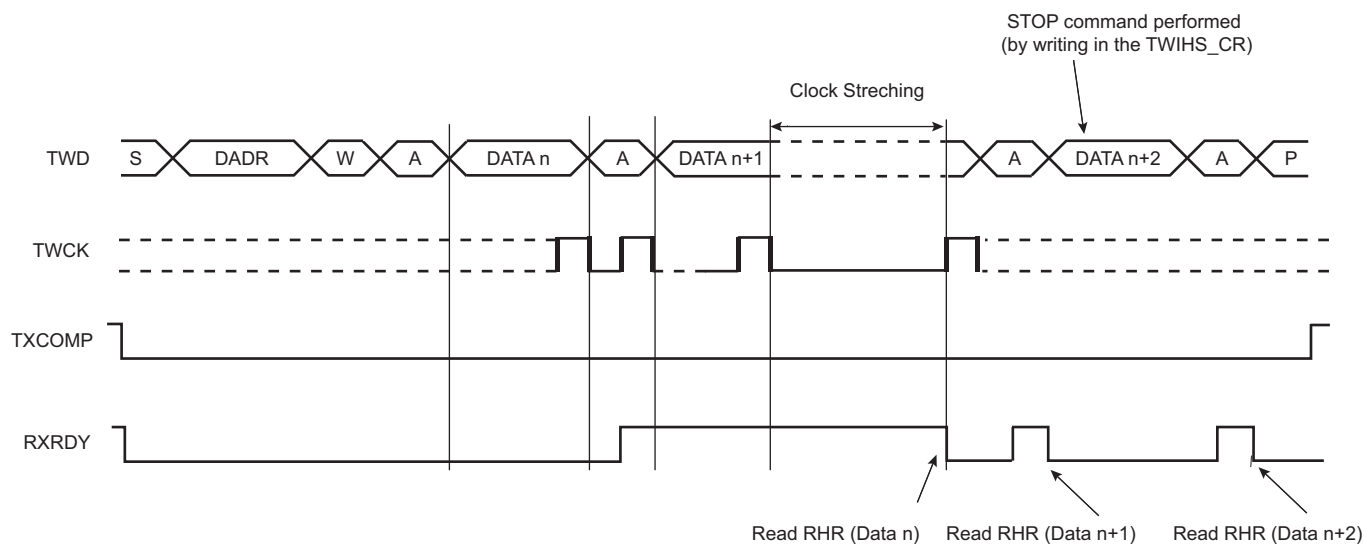 STOP command performed
(by writing in the TWIHS_CR)
Clock Streching
TWD S DADR W A DATA n A DATA n+1 A DATA n+2 A P
TWCK
TXCOMP
RXRDY
Read RHR (Data n) Read RHR (Data n+1) Read RHR (Data n+2)